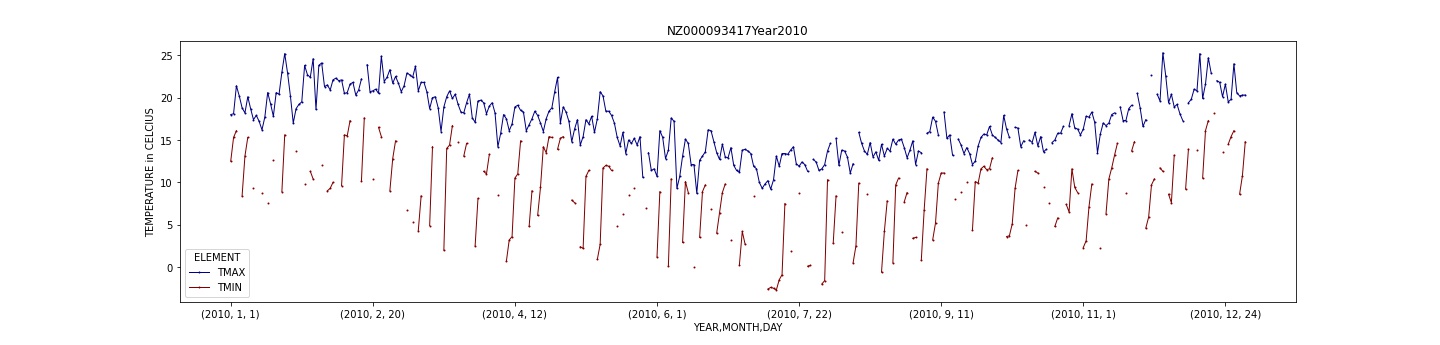 NZ000093417Year2010
25
20
15
10
5
0
TEMPERATURE in CELCIUS
ELEMENT
TMAX
TMIN
(2010, 1, 1) (2010, 2, 20) (2010, 4, 12) (2010, 6, 1) (2010, 7, 22) (2010, 9, 11) (2010, 11, 1) (2010, 12, 24)
YEAR,MONTH,DAY